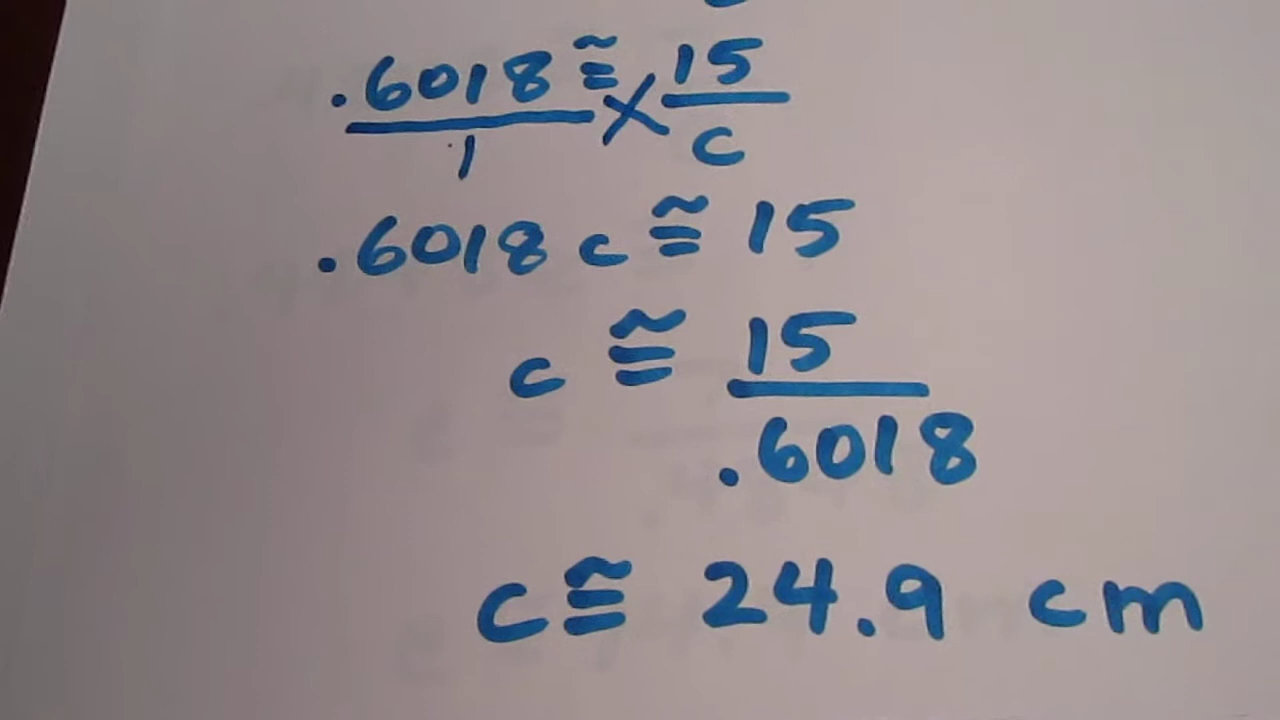 .6018 ≅ 15
1 × c
.6018 c ≅ 15
c ≅ 15
.6018
c ≅ 24.9 cm